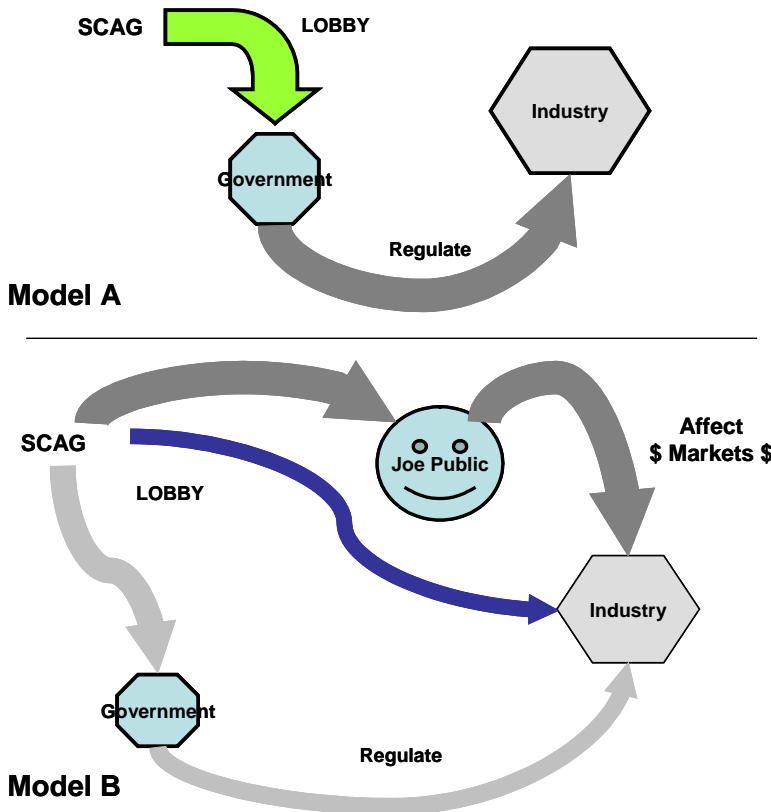 SCAG
LOBBY
Industry
Government
Regulate
Model A
Affect
$ Markets $
SCAG
Joe Public
LOBBY
Industry
Government
Regulate
Model B